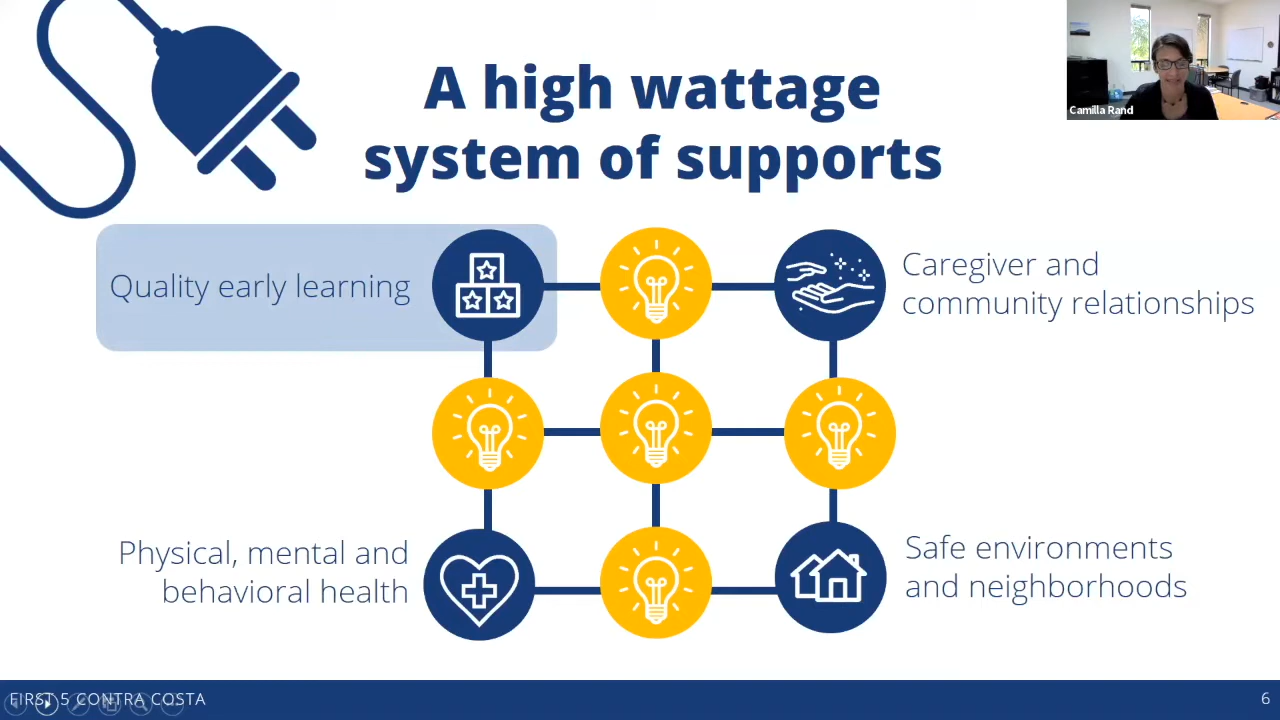 A high wattage
system of supports
Camilla Rand
Quality early learning
Caregiver and
community relationships
Physical, mental and
behavioral health
Safe environments
and neighborhoods
FIRST 5 CONTRA COSTA
6